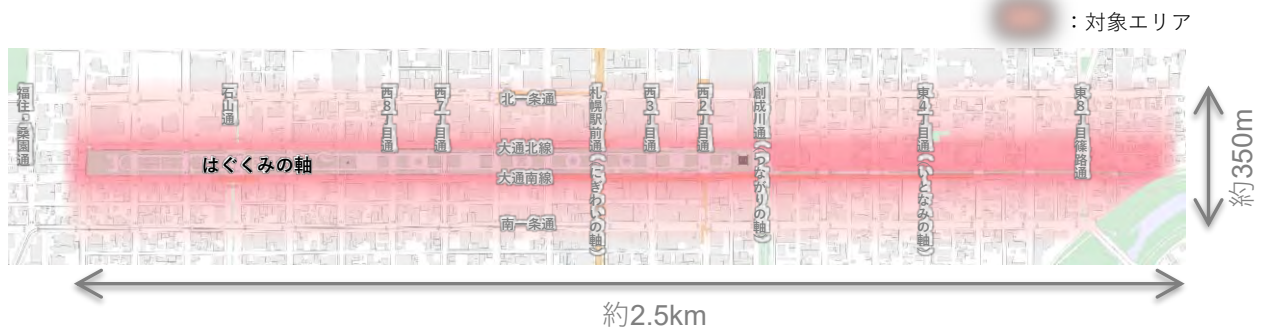 ：対象エリア
福住・桑園通
石山通
西8丁目通
西7丁目通
北一条通
大通北線
大通南線
南一条通
札幌駅前通（にぎわいの軸）
西3丁目通
西2丁目通
創成川通（つながりの軸）
東4丁目通（いとなみの軸）
東8丁目篠路通
はぐくみの軸
約350m
約2.5km